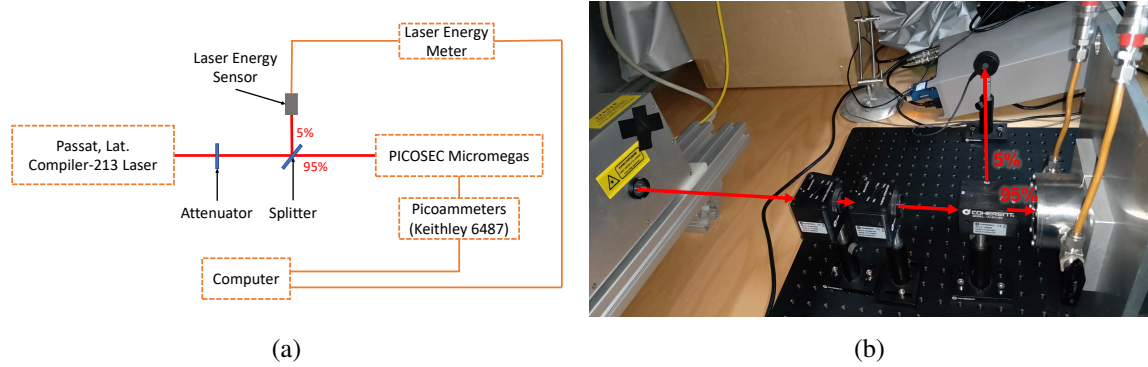 Laser Energy
Meter
Laser Energy
Sensor
5%
Passat, Lat.
Compiler-213 Laser
95%
PICOSEC Micromegas
Attenuator
Splitter
Picoammeters
(Keithley 6487)
Computer
(a)
5%
95%
COHERENT
(b)